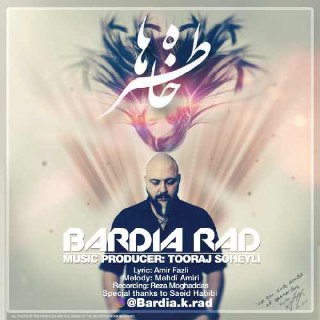 خاطره ها
BARDIA RAD
MUSIC PRODUCER: TOORAJ SOHEYLI
Lyric: Amir Fazli
Melody: Mehdi Amiri
Recording: Reza Moghaddas
Special thanks to Saeid Habibi
@Bardia.k.rad